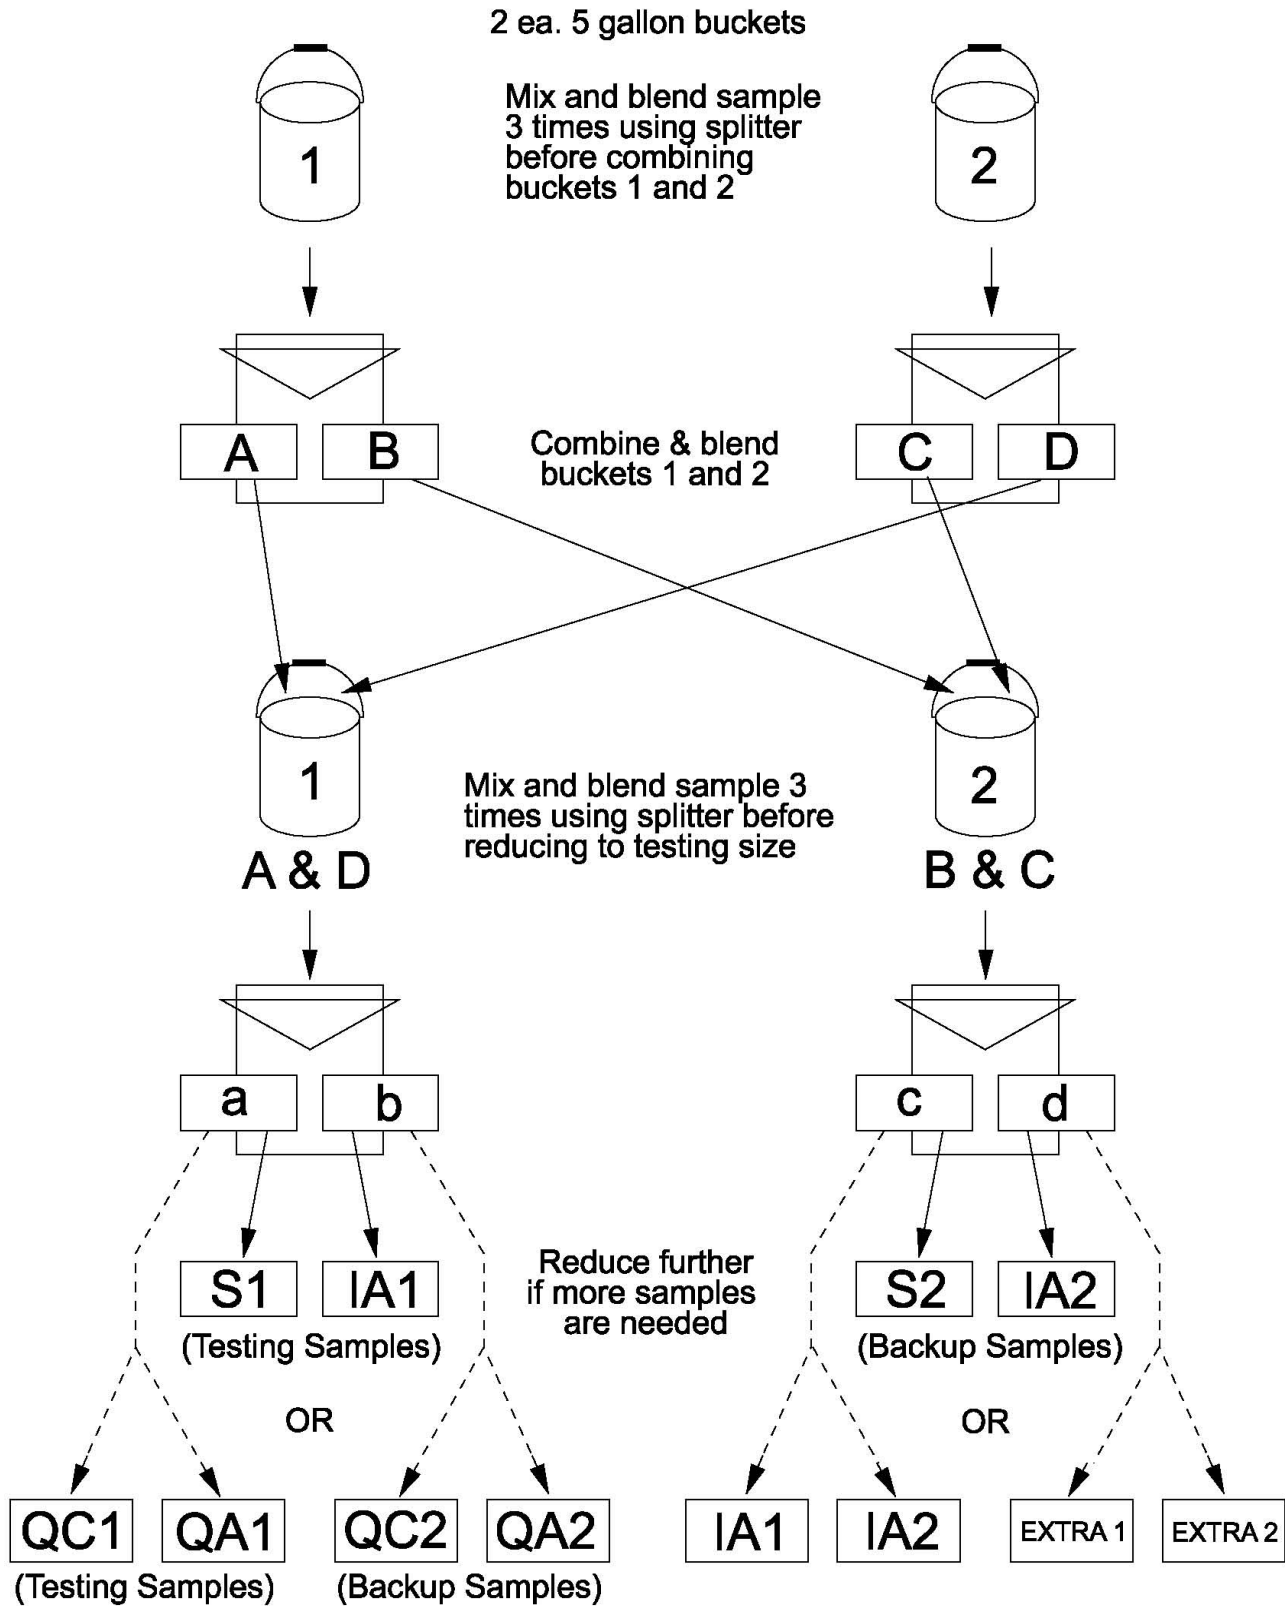 2 ea. 5 gallon buckets
Mix and blend sample
3 times using splitter
before combining
buckets 1 and 2
1
2
A
B
Combine & blend
buckets 1 and 2
C
D
1
Mix and blend sample 3
times using splitter before
reducing to testing size
2
A & D
B & C
a
b
c
d
S1
IA1
(Testing Samples)
Reduce further
if more samples
are needed
S2
IA2
(Backup Samples)
OR
OR
QC1
QA1
QC2
QA2
IA1
IA2
EXTRA 1
EXTRA 2
(Testing Samples)
(Backup Samples)